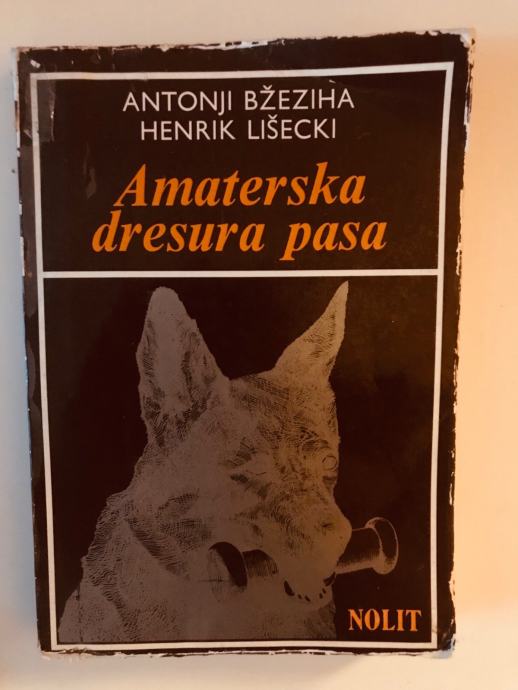 ANTONJI BŽEZIHA
HENRIK LIŠECKI
Amaterska
dresura pasa
NOLIT